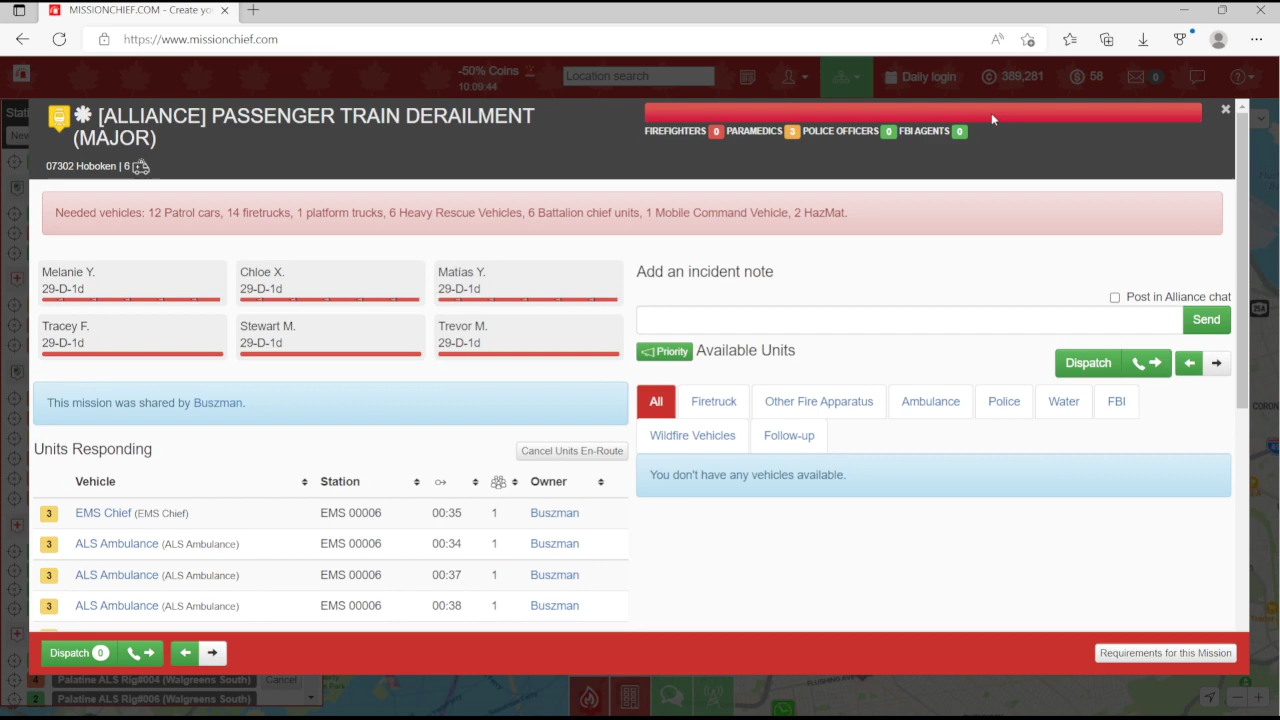 MISSIONCHIEF.COM - Create yo
https://www.missionchief.com
-50% Coins
10:09:44
Location search
Daily login
389,281
58
0
[ALLIANCE] PASSENGER TRAIN DERAILMENT
(MAJOR)
07302 Hoboken | 6
FIREFIGHTERS 0 PARAMEDICS 3 POLICE OFFICERS 0 FBI AGENTS 0
Needed vehicles: 12 Patrol cars, 14 firetrucks, 1 platform trucks, 6 Heavy Rescue Vehicles, 6 Battalion chief units, 1 Mobile Command Vehicle, 2 HazMat.
Melanie Y.
29-D-1d
Chloe X.
29-D-1d
Matías Y.
29-D-1d
Tracey F.
29-D-1d
Stewart M.
29-D-1d
Trevor M.
29-D-1d
This mission was shared by Buszman.
Units Responding
Cancel Units En-Route
Vehicle Station Owner
3 EMS Chief (EMS Chief) EMS 00006 00:35 1 Buszman
3 ALS Ambulance (ALS Ambulance) EMS 00006 00:34 1 Buszman
3 ALS Ambulance (ALS Ambulance) EMS 00006 00:37 1 Buszman
3 ALS Ambulance (ALS Ambulance) EMS 00006 00:38 1 Buszman
Add an incident note
Post in Alliance chat
Send
Priority Available Units
Dispatch
All Firetruck Other Fire Apparatus Ambulance Police Water FBI
Wildfire Vehicles Follow-up
You don't have any vehicles available.
Dispatch 0
Requirements for this Mission
4 Palatine ALS Rig#004 (Walgreens South) Cancel
2 Palatine ALS Rig#006 (Walgreens South)